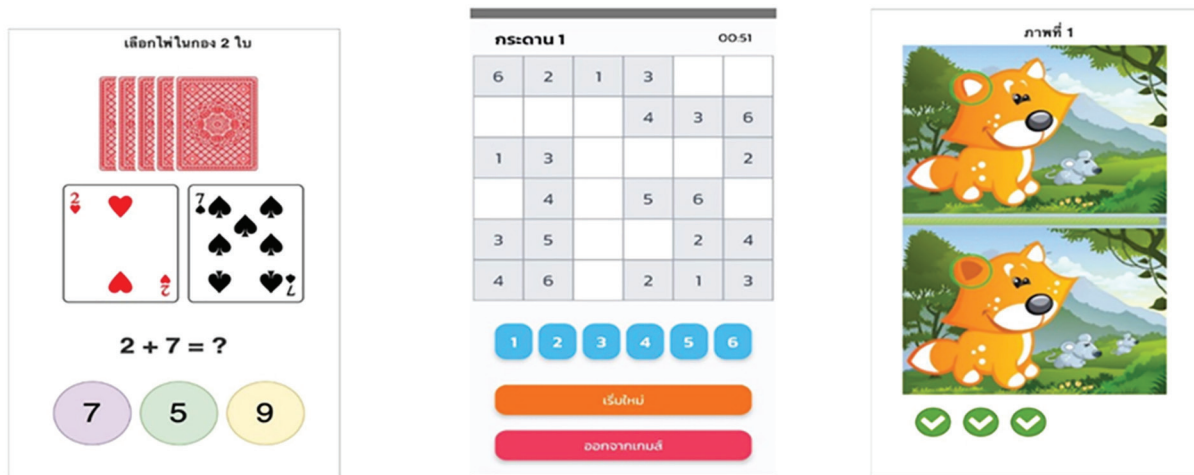 เลือกไพ่ในกอง 2 ใบ
2
2
7
7
2 + 7 = ?
7 5 9
กระดาน 1 00:51
6 2 1 3
4 3 6
1 3 2
4 5 6
3 5 2 4
4 6 2 1 3
1 2 3 4 5 6
เริ่มใหม่
ออกจากเกมส์
ภาพที่ 1